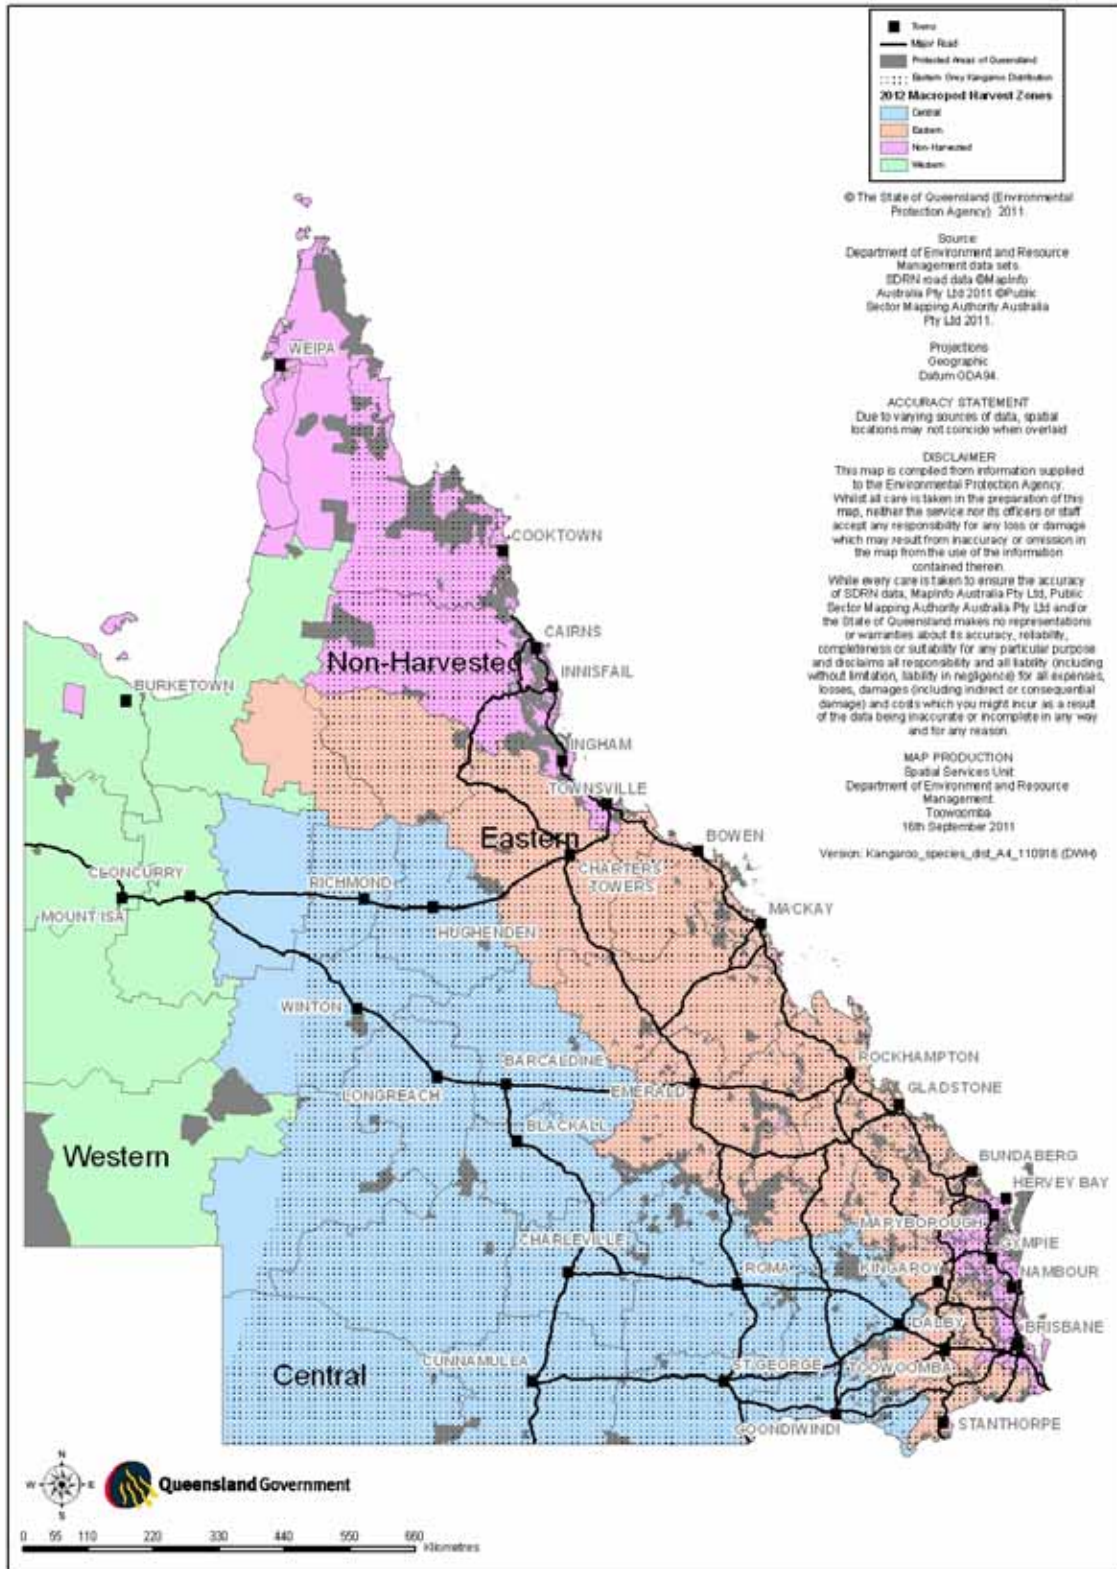 Towns
Major Road
Protected Areas of Queensland
Eastern Grey Kangaroo Distribution
2012 Macropod Harvest Zones
Central
Eastern
Non-Harvested
Western
© The State of Queensland (Environmental
Protection Agency) 2011.
Source:
Department of Environment and Resource
Management data sets.
SDRN road data ©MapInfo
Australia Pty Ltd 2011 ©Public
Sector Mapping Authority Australia
Pty Ltd 2011.
Projections
Geographic
Datum GDA94.
ACCURACY STATEMENT
Due to varying sources of data, spatial
locations may not coincide when overlaid
DISCLAIMER
This map is compiled from information supplied
to the Environmental Protection Agency.
Whilst all care is taken in the preparation of this
map, neither the service nor its officers or staff
accept any responsibility for any loss or damage
which may result from inaccuracy or omission in
the map from the use of the information
contained therein.
While every care is taken to ensure the accuracy
of SDRN data, MapInfo Australia Pty Ltd, Public
Sector Mapping Authority Australia Pty Ltd and/or
the State of Queensland makes no representations
or warranties about its accuracy, reliability,
completeness or suitability for any particular purpose
and disclaims all responsibility and all liability (including
without limitation, liability in negligence) for all expenses,
losses, damages (including indirect or consequential
damage) and costs which you might incur as a result
of the data being inaccurate or incomplete in any way
and for any reason.
MAP PRODUCTION
Spatial Services Unit
Department of Environment and Resource
Management
Toowoomba
16th September 2011
Version: Kangaroo_species_dist_A4_110916 (DWH)
WEIPA
COOKTOWN
CAIRNS
Non-Harvested
INNISFAIL
BURKETOWN
INGHAM
TOWNSVILLE
Eastern
BOWEN
CHARTERS
TOWERS
CLONCURRY
RICHMOND
MOUNT ISA
HUGHENDEN
MACKAY
WINTON
BARCALDINE
ROCKHAMPTON
LONGREACH
EMERALD
GLADSTONE
BLACKALL
Western
BUNDABERG
HERVEY BAY
MARYBOROUGH
CHARLEVILLE
GYMPIE
ROMA
KINGAROY
NAMBOUR
DALBY
BRISBANE
Central
CUNNAMULLA
ST GEORGE
TOOWOOMBA
GOONDIWINDI
STANTHORPE
N
W E
S
Queensland Government
0 55 110 220 330 440 550 660
Kilometres